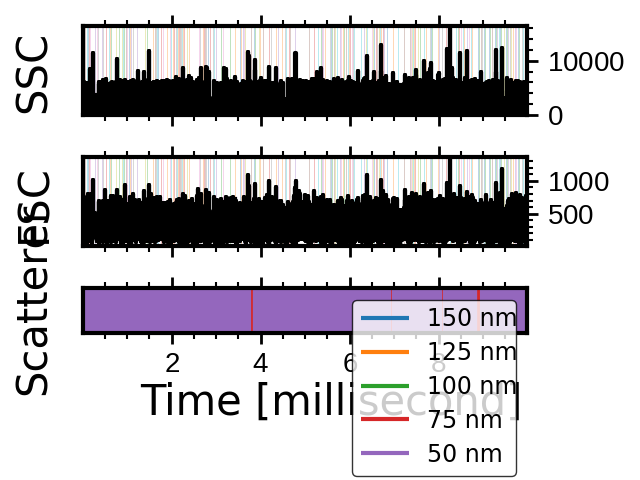 SSC
10000
0
FSC
1000
500
Scatterer
2 4 6 8
Time [millisecond]
150 nm
125 nm
100 nm
75 nm
50 nm